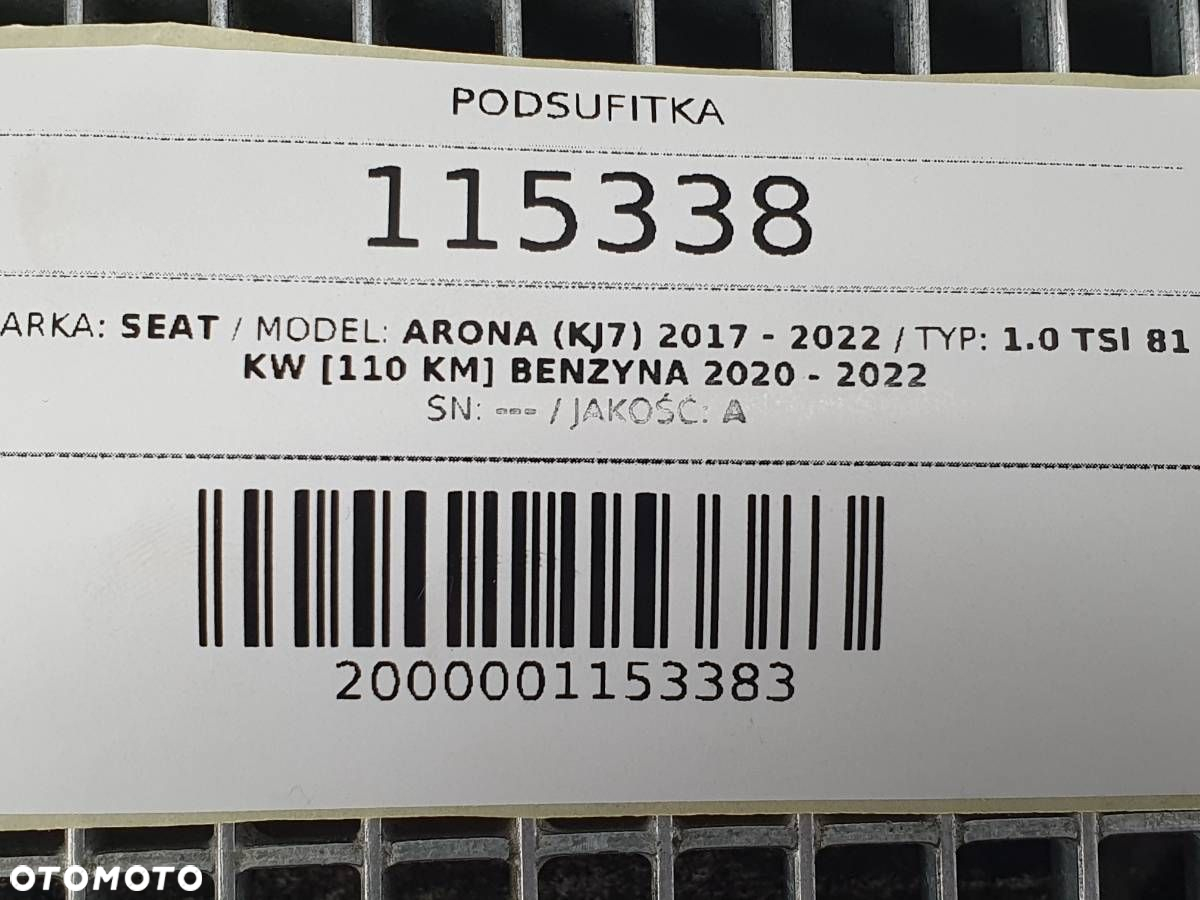 PODSUFITKA
115338
ARKA: SEAT / MODEL: ARONA (KJ7) 2017 - 2022 / TYP: 1.0 TSI 81
KW [110 KM] BENZYNA 2020 - 2022
SN: --- / JAKOŚĆ: A
2000001153383
OTOMOTO